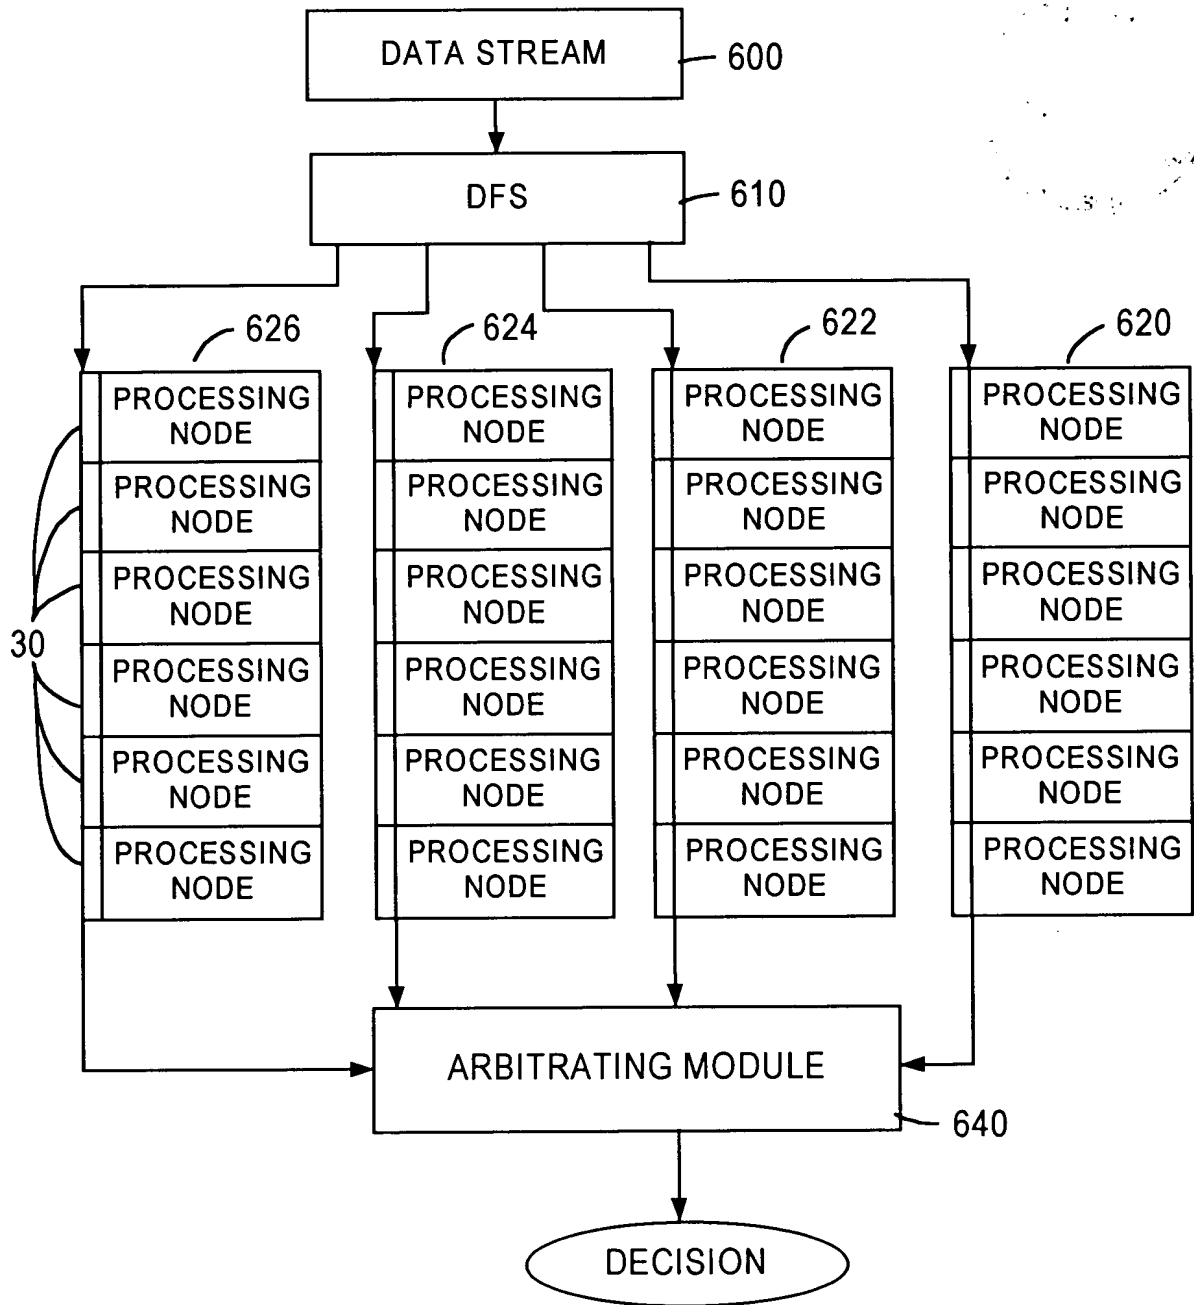 DATA STREAM
600
DFS
610
626
624
622
620
PROCESSING NODE
PROCESSING NODE
PROCESSING NODE
PROCESSING NODE
PROCESSING NODE
PROCESSING NODE
PROCESSING NODE
PROCESSING NODE
PROCESSING NODE
PROCESSING NODE
PROCESSING NODE
PROCESSING NODE
30
PROCESSING NODE
PROCESSING NODE
PROCESSING NODE
PROCESSING NODE
PROCESSING NODE
PROCESSING NODE
PROCESSING NODE
PROCESSING NODE
PROCESSING NODE
PROCESSING NODE
PROCESSING NODE
PROCESSING NODE
ARBITRATING MODULE
640
DECISION